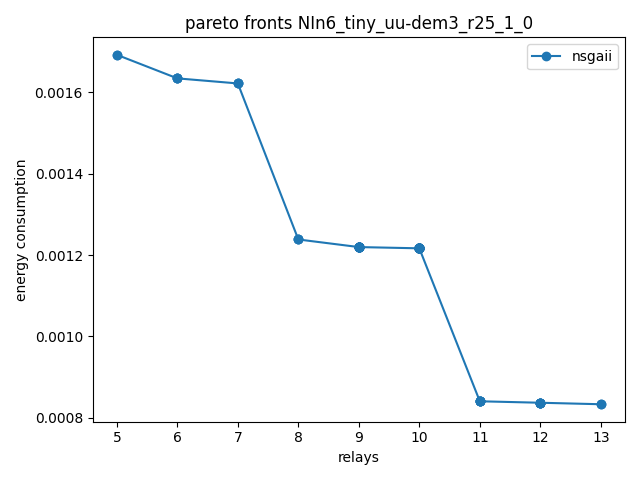 pareto fronts NIn6_tiny_uu-dem3_r25_1_0
nsgaii
energy consumption
0.0016
0.0014
0.0012
0.0010
0.0008
5 6 7 8 9 10 11 12 13
relays